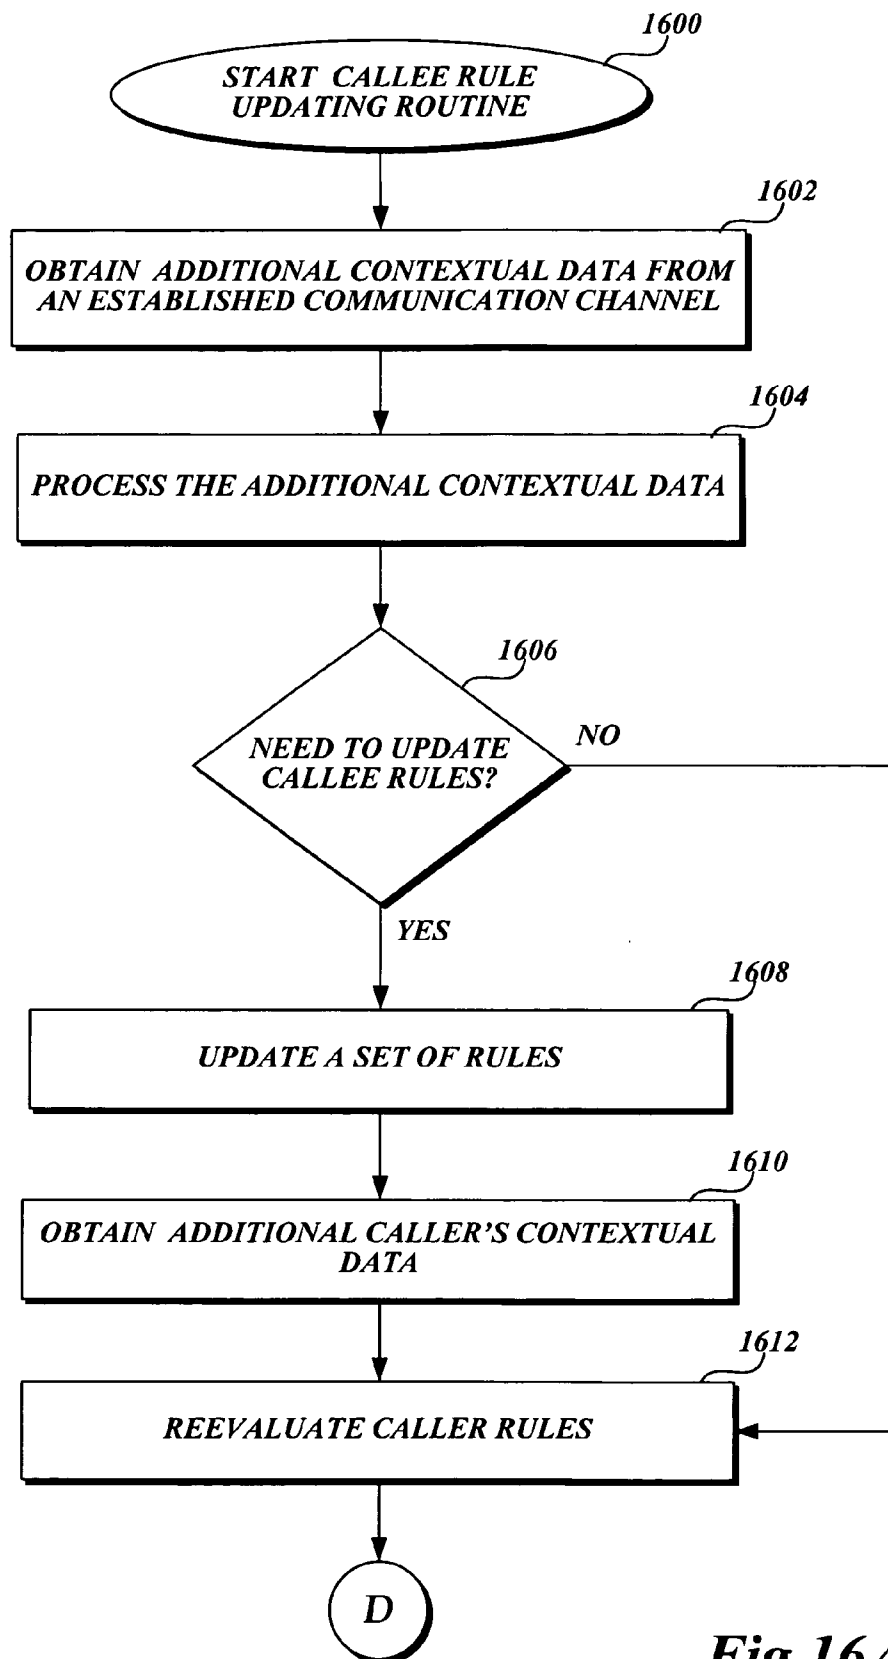 1600
START CALLEE RULE
UPDATING ROUTINE
1602
OBTAIN ADDITIONAL CONTEXTUAL DATA FROM
AN ESTABLISHED COMMUNICATION CHANNEL
1604
PROCESS THE ADDITIONAL CONTEXTUAL DATA
1606
NEED TO UPDATE
CALLEE RULES?
NO
YES
1608
UPDATE A SET OF RULES
1610
OBTAIN ADDITIONAL CALLER'S CONTEXTUAL
DATA
1612
REEVALUATE CALLER RULES
D